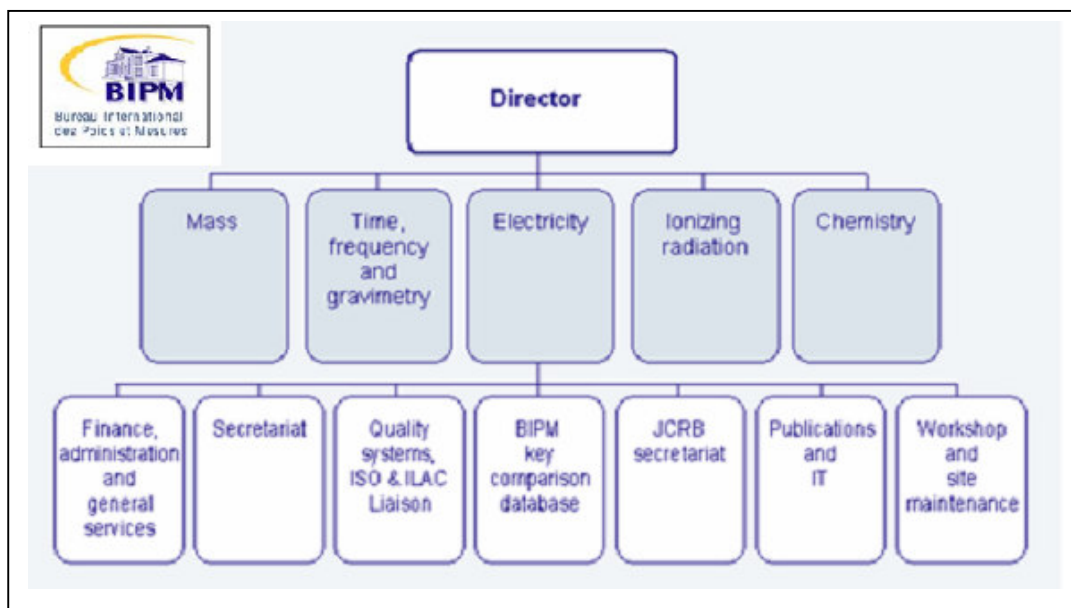 BIPM
Bureau International
des Poids et Mesures
Director
Mass
Time,
frequency
and
gravimetry
Electricity
Ionizing
radiation
Chemistry
Finance,
administration
and
general
services
Secretariat
Quality
systems,
ISO & ILAC
Liaison
BIPM
key
comparison
database
JCRB
secretariat
Publications
and
IT
Workshop
and
site
maintenance